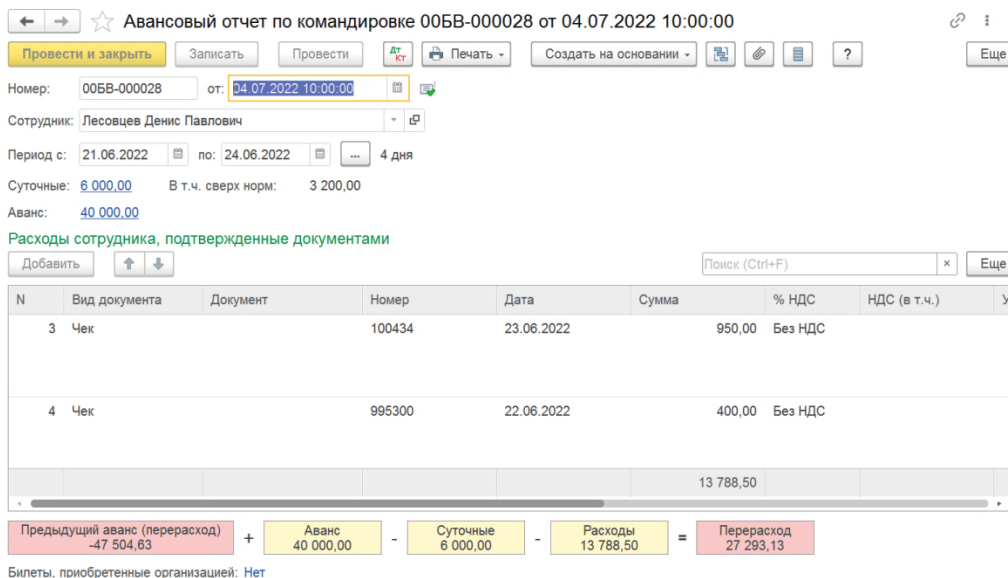 Авансовый отчет по командировке 00БВ-000028 от 04.07.2022 10:00:00
Провести и закрыть Записать Провести Дт Кт Печать Создать на основании ? Еще
Номер: 00БВ-000028 от: 04.07.2022 10:00:00
Сотрудник: Лесовцев Денис Павлович
Период с: 21.06.2022 по: 24.06.2022 ... 4 дня
Суточные: 6 000,00 В т.ч. сверх норм: 3 200,00
Аванс: 40 000,00
Расходы сотрудника, подтвержденные документами
Добавить Поиск (Ctrl+F) × Еще
N Вид документа Документ Номер Дата Сумма % НДС НДС (в т.ч.)
3 Чек 100434 23.06.2022 950,00 Без НДС
4 Чек 995300 22.06.2022 400,00 Без НДС
13 788,50
Предыдущий аванс (перерасход) + Аванс - Суточные - Расходы = Перерасход
-47 504,63 40 000,00 6 000,00 13 788,50 27 293,13
Билеты, приобретенные организацией: Нет